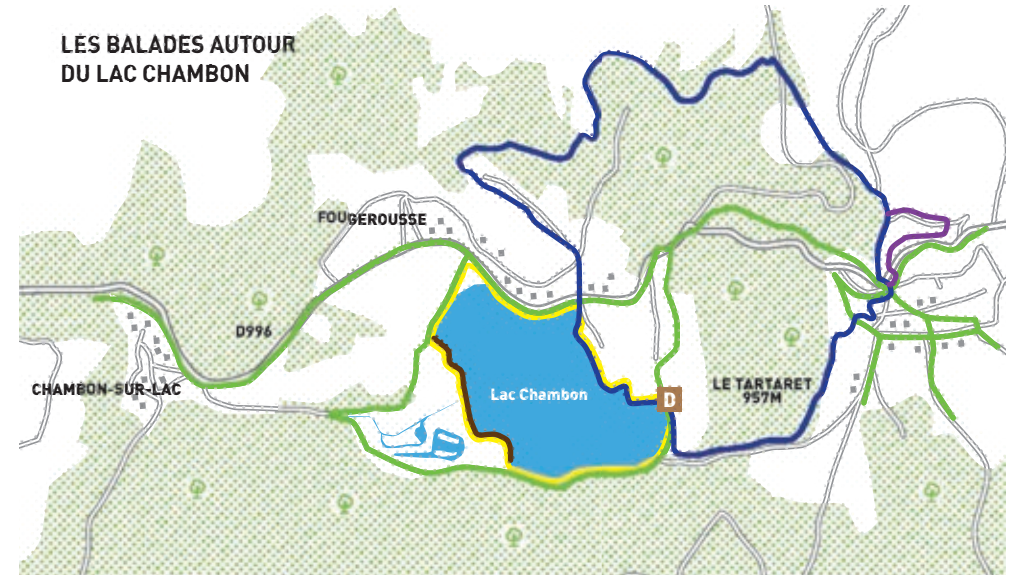 LES BALADES AUTOUR
DU LAC CHAMBON
FOUGEROUSSE
D996
CHAMBON-SUR-LAC
Lac Chambon
D
LE TARTARET
957M